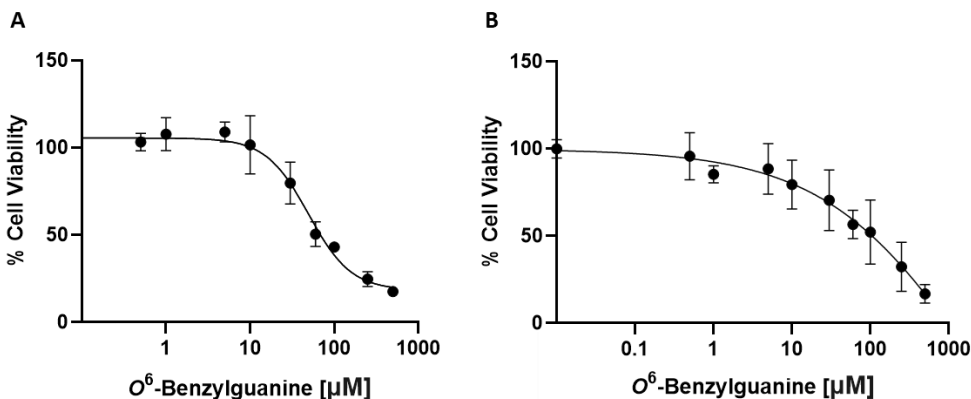 A
150
100
50
0
% Cell Viability
1 10 100 1000
O⁶-Benzylguanine [µM]
B
150
100
50
0
% Cell Viability
0.1 1 10 100 1000
O⁶-Benzylguanine [µM]